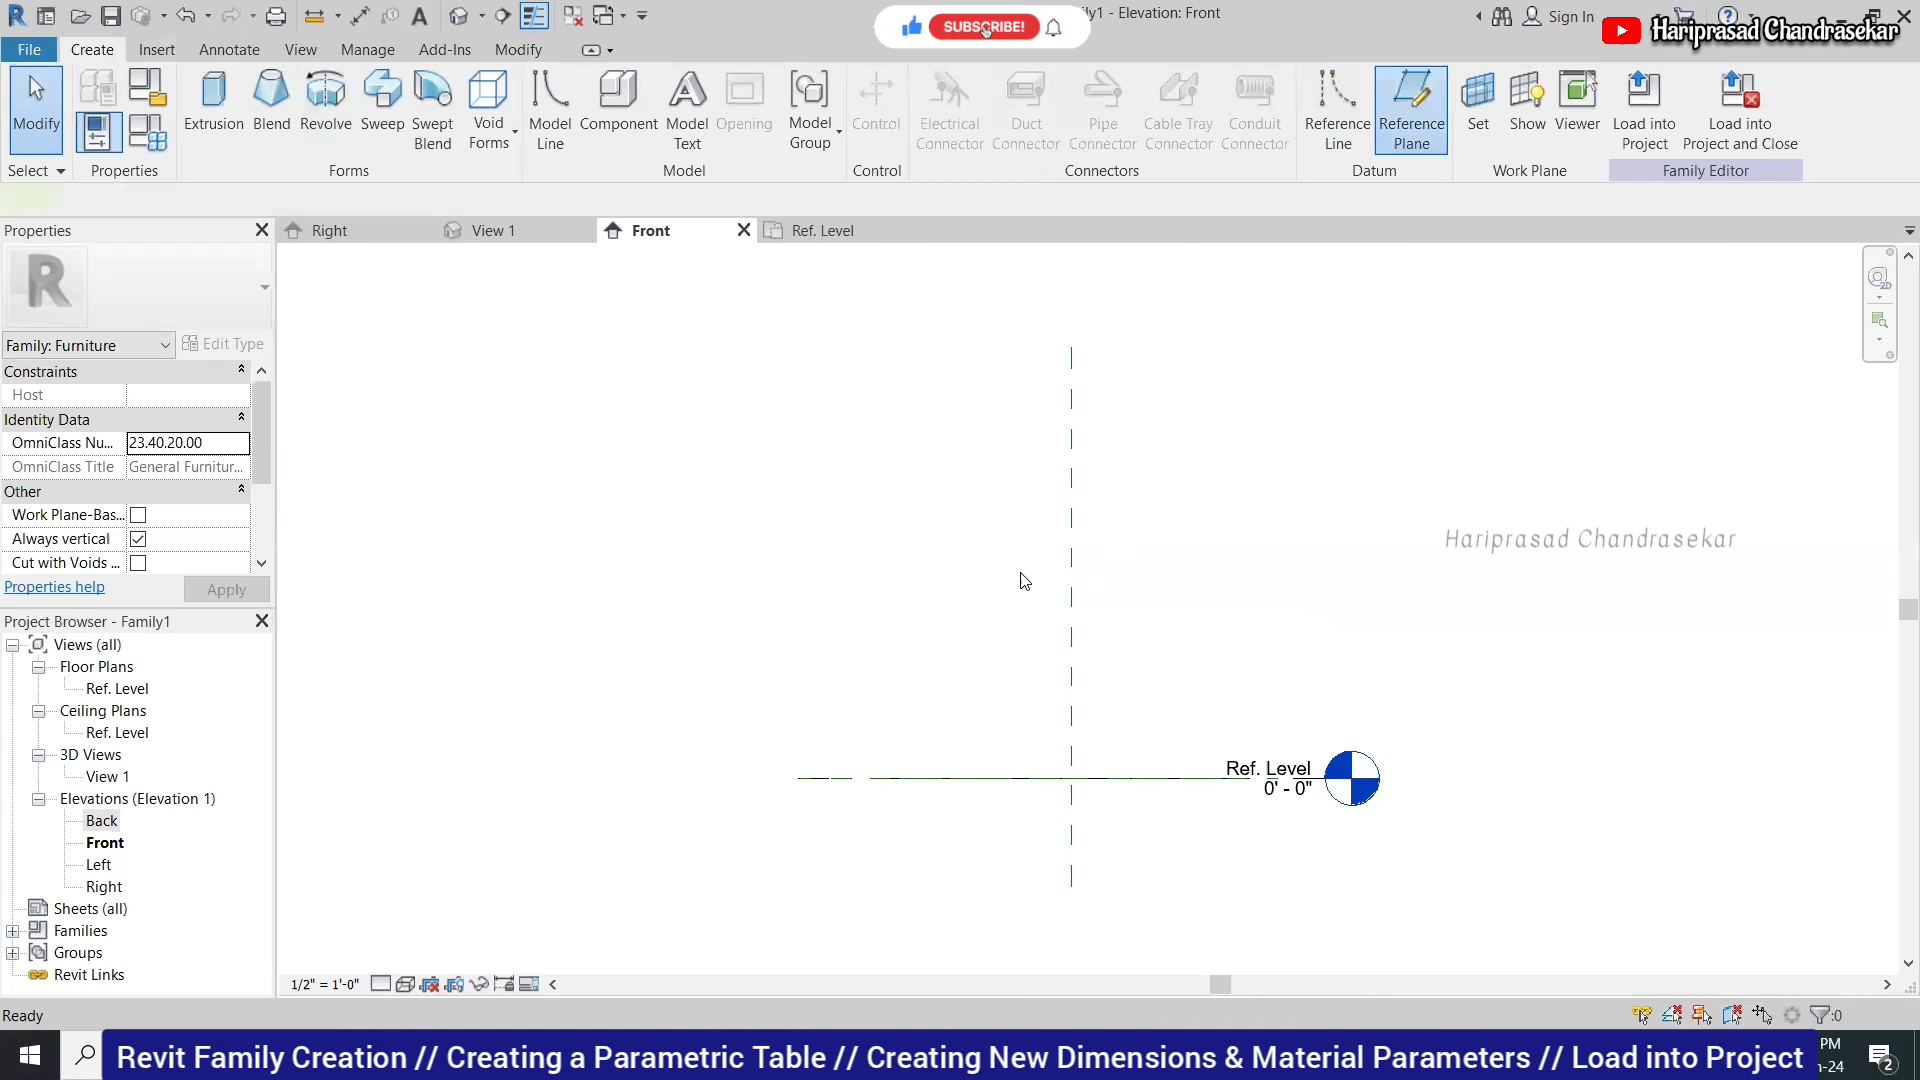 SUBSCRIBE!
ly1 - Elevation: Front
Sign In
Hariprasad Chandrasekar
File
Create
Insert
Annotate
View
Manage
Add-Ins
Modify
Modify
Extrusion
Blend
Revolve
Sweep
Swept Blend
Void Forms
Model Line
Component
Model Text
Opening
Model Group
Control
Electrical Connector
Duct Connector
Pipe Connector
Cable Tray Connector
Conduit Connector
Reference Line
Reference Plane
Set
Show
Viewer
Load into Project
Load into Project and Close
Select
Properties
Forms
Model
Control
Connectors
Datum
Work Plane
Family Editor
Properties
Right
View 1
Front
Ref. Level
R
2D
Family: Furniture
Edit Type
Constraints
Host
Identity Data
OmniClass Nu... 23.40.20.00
OmniClass Title General Furnitur...
Other
Work Plane-Bas...
Always vertical
Cut with Voids ...
Properties help
Apply
Hariprasad Chandrasekar
Project Browser - Family1
Views (all)
Floor Plans
Ref. Level
Ceiling Plans
Ref. Level
3D Views
View 1
Elevations (Elevation 1)
Back
Front
Left
Right
Sheets (all)
Families
Groups
Revit Links
Ref. Level
0' - 0"
1/2" = 1'-0"
Ready
:0
Revit Family Creation // Creating a Parametric Table // Creating New Dimensions & Material Parameters // Load into Project
PM
-24
2